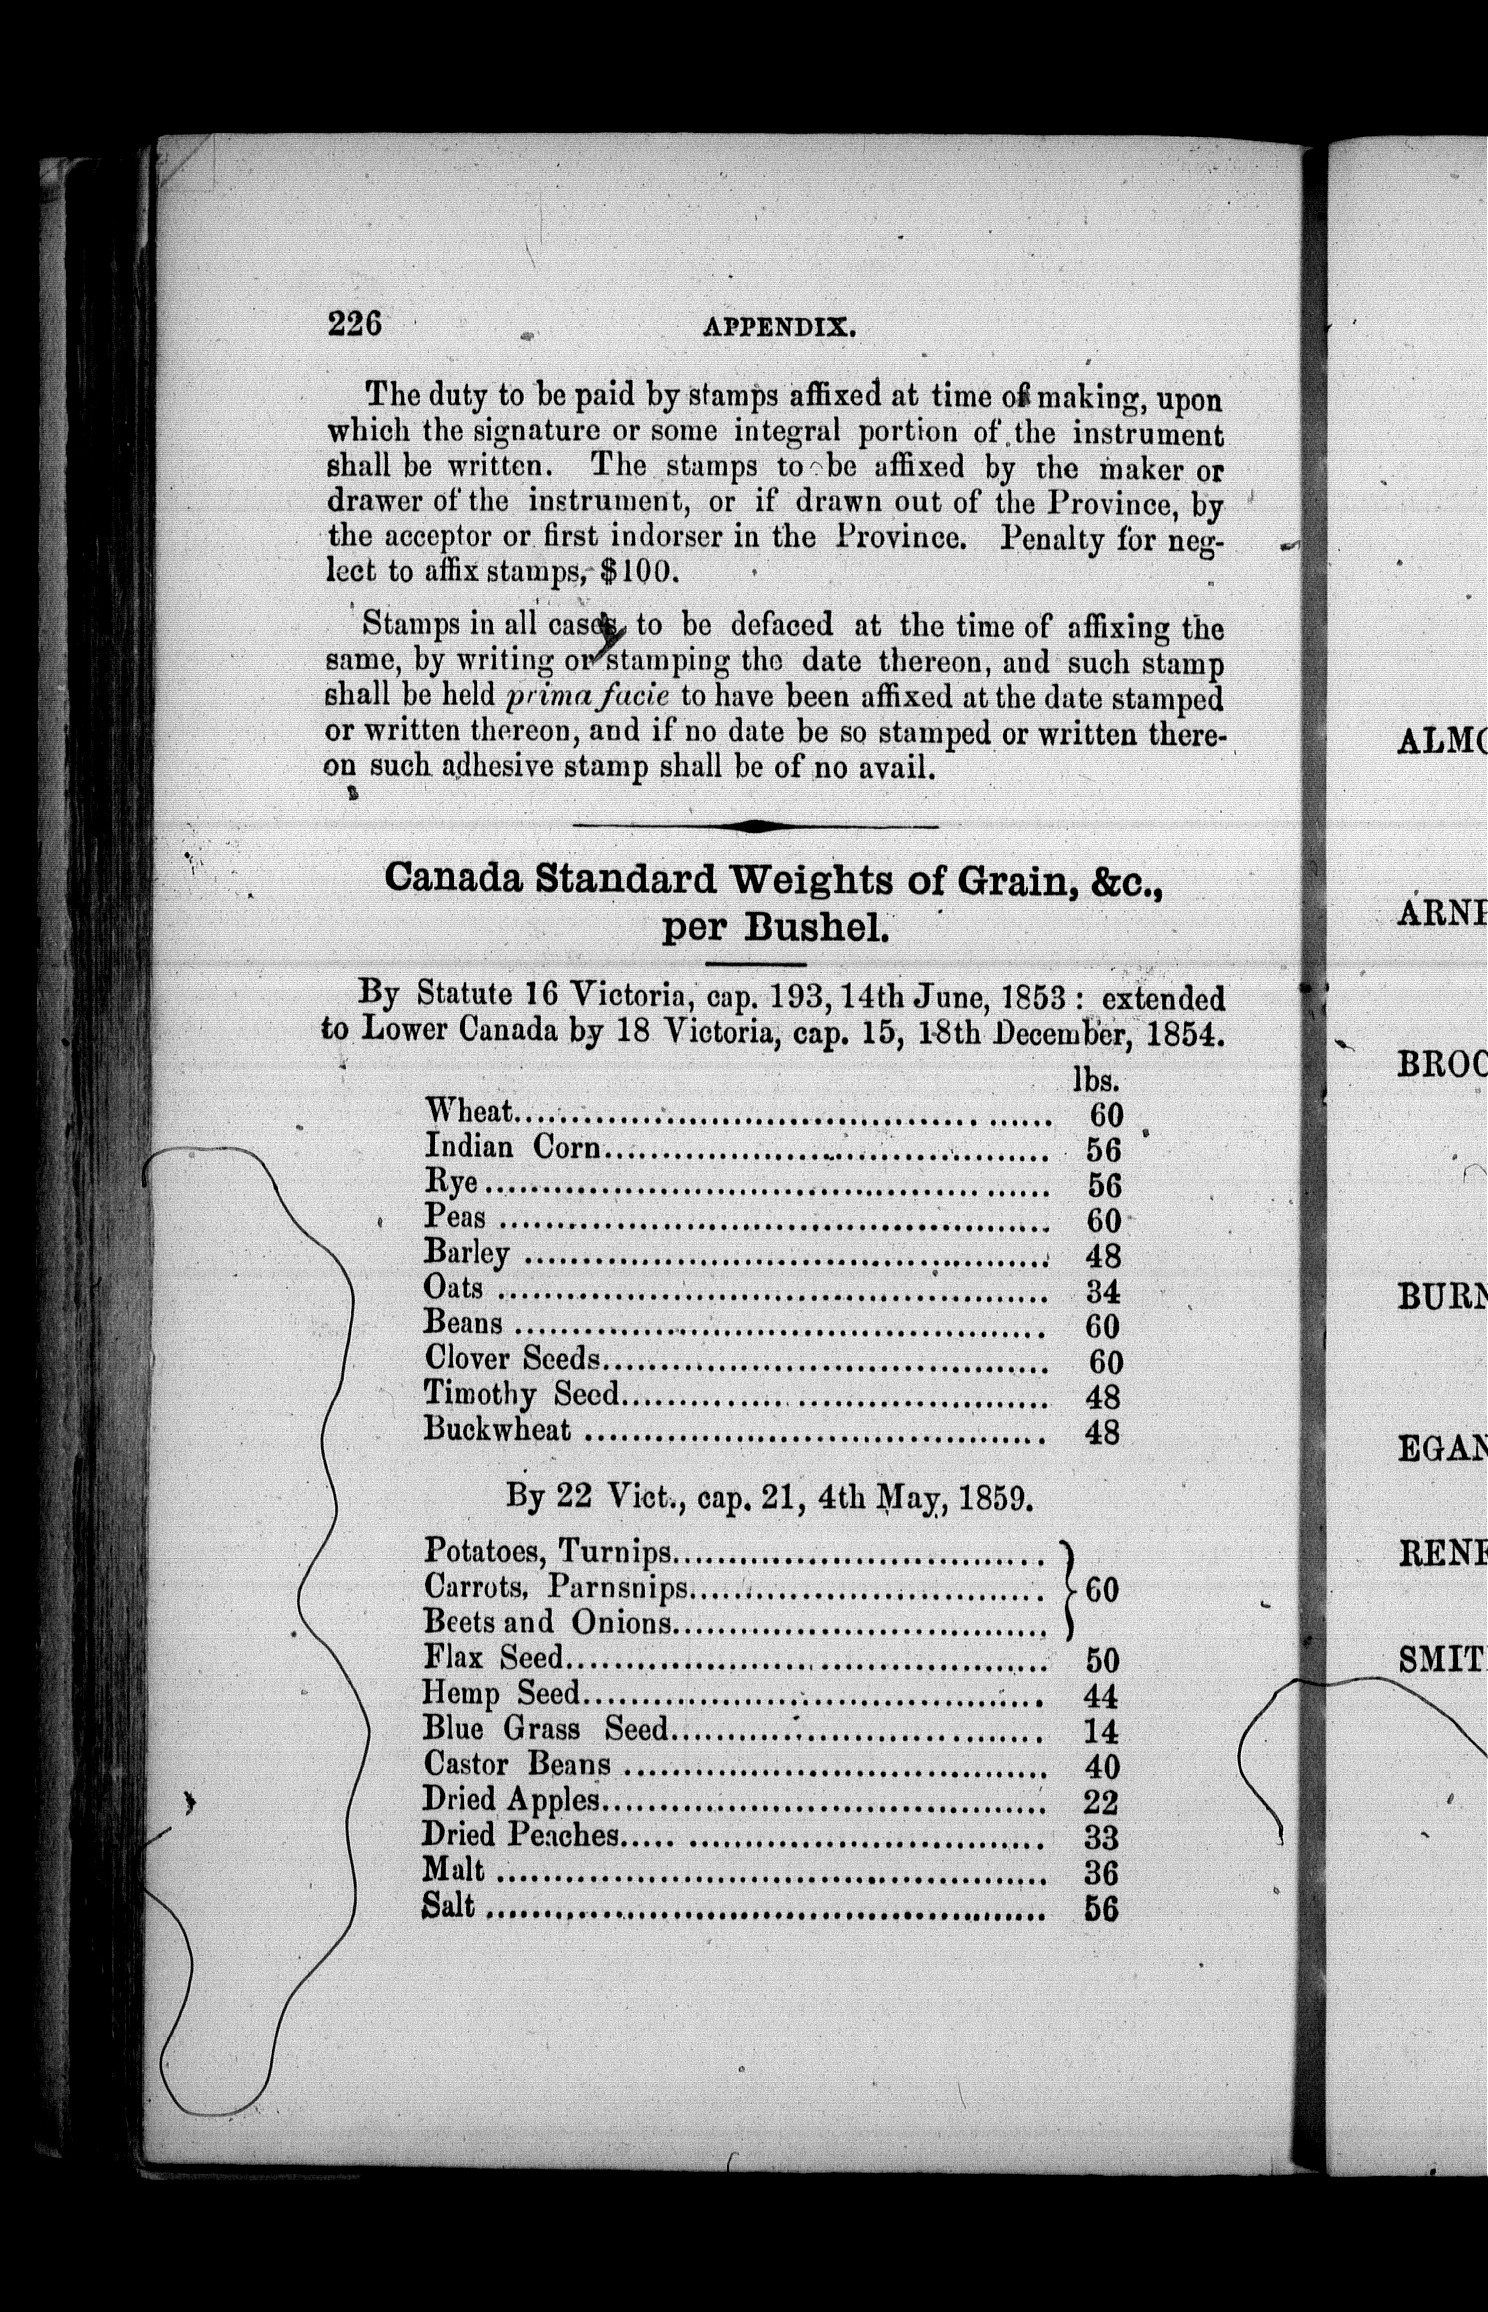 226 APPENDIX.
The duty to be paid by stamps affixed at time of making, upon
which the signature or some integral portion of the instrument
shall be written. The stamps to be affixed by the maker or
drawer of the instrument, or if drawn out of the Province, by
the acceptor or first indorser in the Province. Penalty for neg-
lect to affix stamps, $100.
Stamps in all cases, to be defaced at the time of affixing the
same, by writing or stamping the date thereon, and such stamp
shall be held prima facie to have been affixed at the date stamped
or written thereon, and if no date be so stamped or written there-
on such adhesive stamp shall be of no avail.
Canada Standard Weights of Grain, &c.,
per Bushel.
By Statute 16 Victoria, cap. 193, 14th June, 1853 : extended
to Lower Canada by 18 Victoria, cap. 15, 18th December, 1854.
lbs.
Wheat........................................ 60
Indian Corn........................................ 56
Rye........................................ 56
Peas ........................................ 60
Barley ........................................ 48
Oats ........................................ 34
Beans ........................................ 60
Clover Seeds........................................ 60
Timothy Seed........................................ 48
Buckwheat ........................................ 48
By 22 Vict., cap. 21, 4th May, 1859.
Potatoes, Turnips................................
Carrots, Parnsnips................................ } 60
Beets and Onions................................
Flax Seed........................................ 50
Hemp Seed........................................ 44
Blue Grass Seed................................ 14
Castor Beans ................................ 40
Dried Apples........................................ 22
Dried Peaches..... ................................ 33
Malt ........................................ 36
Salt ........................................ 56
ALMO
ARNP
BROC
BURN
EGAN
RENF
SMIT